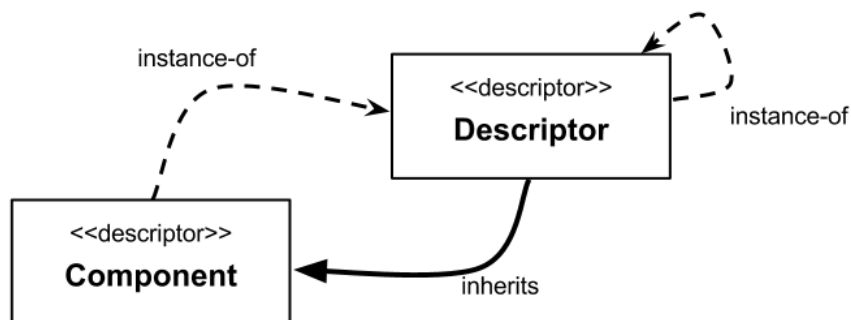 instance-of
<<descriptor>>
Descriptor
instance-of
<<descriptor>>
Component
inherits